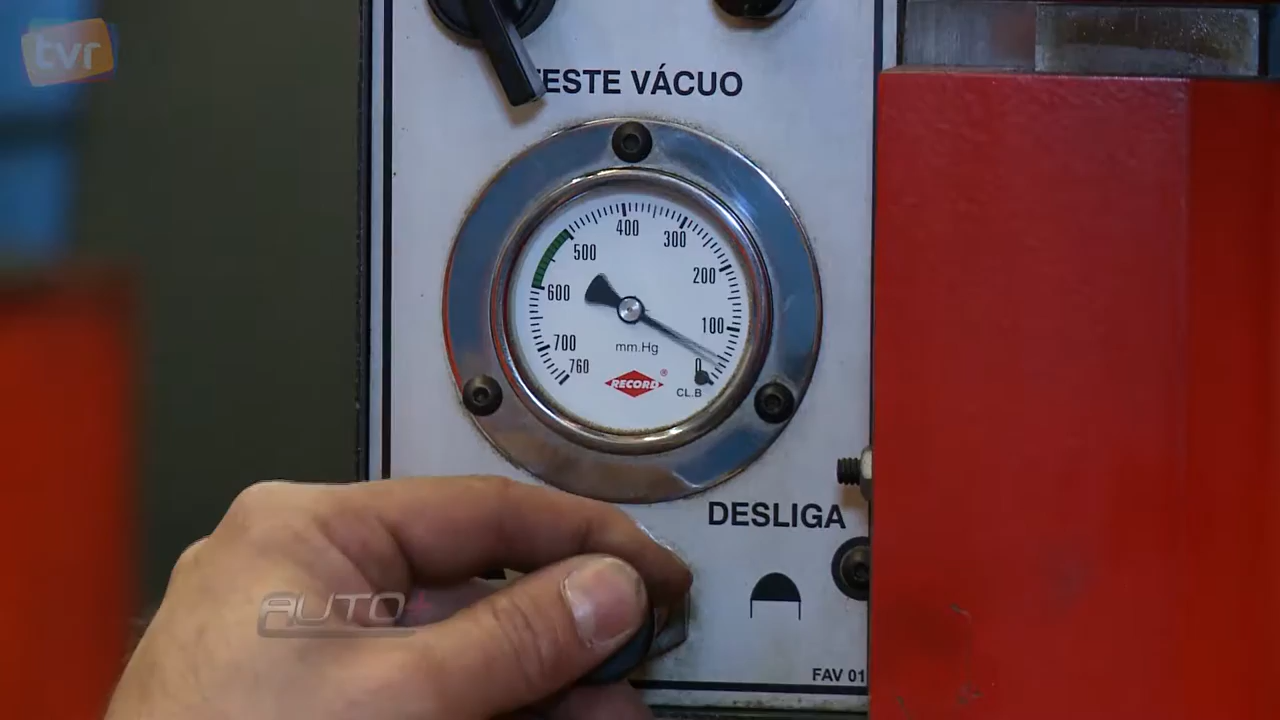 tvr
TESTE VÁCUO
400
500
300
200
600
100
700
mm.Hg
760
0
RECORD ®
CL.B
DESLIGA
AUTO+
FAV 01